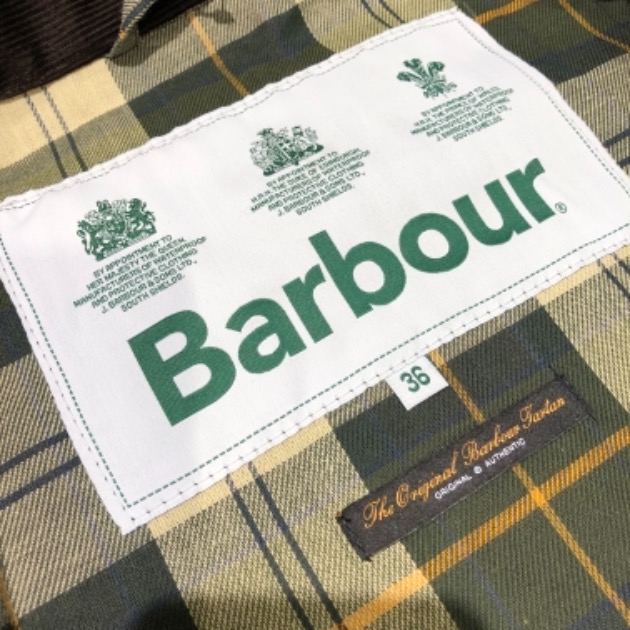 BY APPOINTMENT TO
HER MAJESTY THE QUEEN.
MANUFACTURERS OF WATERPROOF
AND PROTECTIVE CLOTHING
J. BARBOUR & SONS LTD.,
SOUTH SHIELDS.
BY APPOINTMENT TO
H.R.H. THE DUKE OF EDINBURGH.
MANUFACTURERS OF WATERPROOF
AND PROTECTIVE CLOTHING
J. BARBOUR & SONS LTD.,
SOUTH SHIELDS.
BY APPOINTMENT TO
H.R.H. THE PRINCE OF WALES.
MANUFACTURERS OF WATERPROOF
AND PROTECTIVE CLOTHING
J. BARBOUR & SONS LTD.,
SOUTH SHIELDS.
Barbour®
36
The Original Barbour Tartan
ORIGINAL © AUTHENTIC